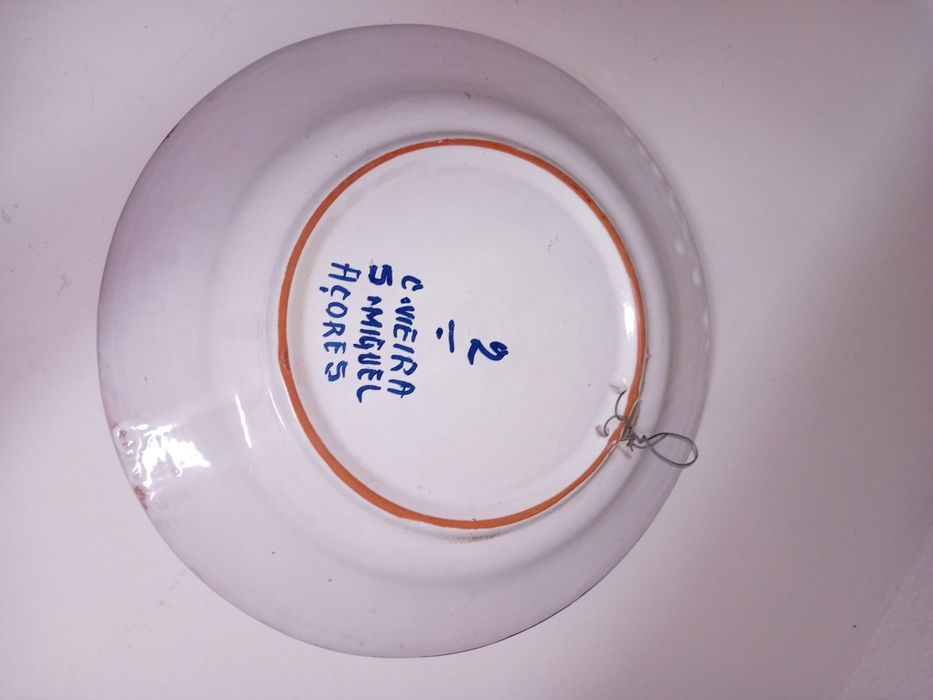 2
C·VIEIRA
S·MIGUEL
AÇORES